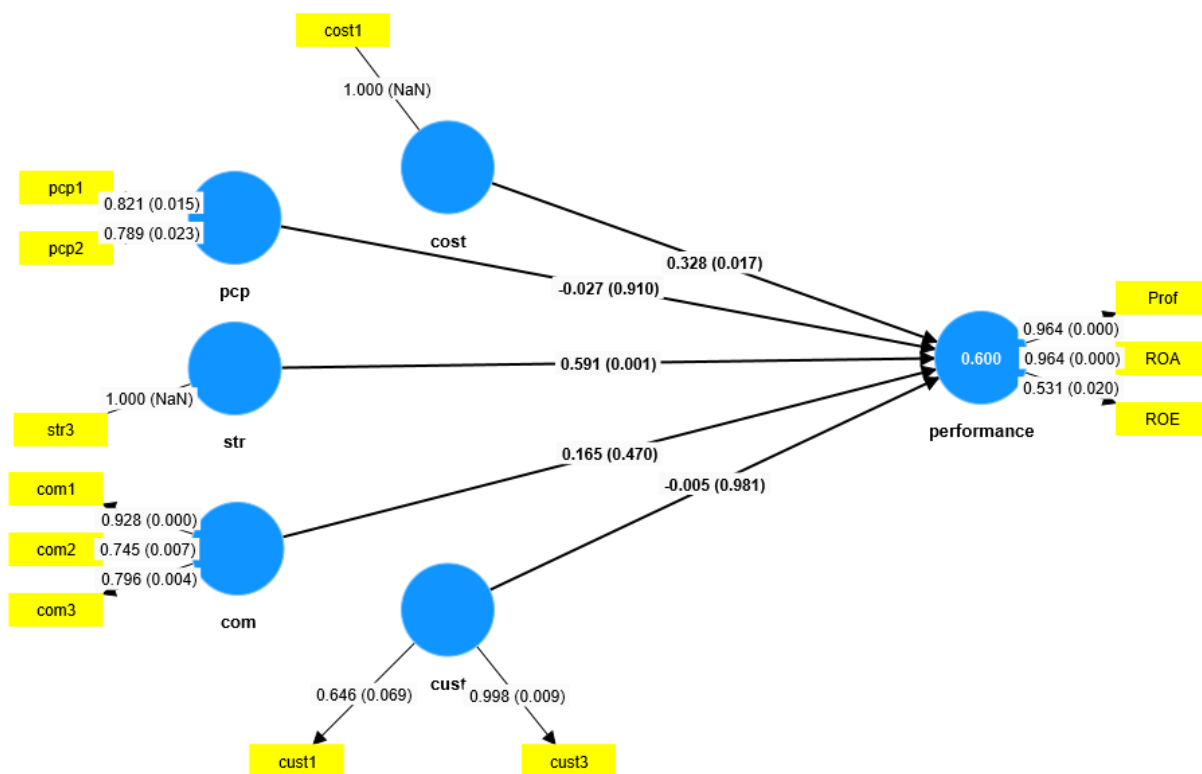 cost1
1.000 (NaN)
cost
pcp1
0.821 (0.015)
pcp2
0.789 (0.023)
pcp
0.328 (0.017)
-0.027 (0.910)
str3
1.000 (NaN)
str
0.591 (0.001)
com1
0.928 (0.000)
com2
0.745 (0.007)
com3
0.796 (0.004)
com
0.165 (0.470)
-0.005 (0.981)
cust
0.646 (0.069)
0.998 (0.009)
cust1
cust3
0.600
performance
Prof
0.964 (0.000)
ROA
0.964 (0.000)
ROE
0.531 (0.020)